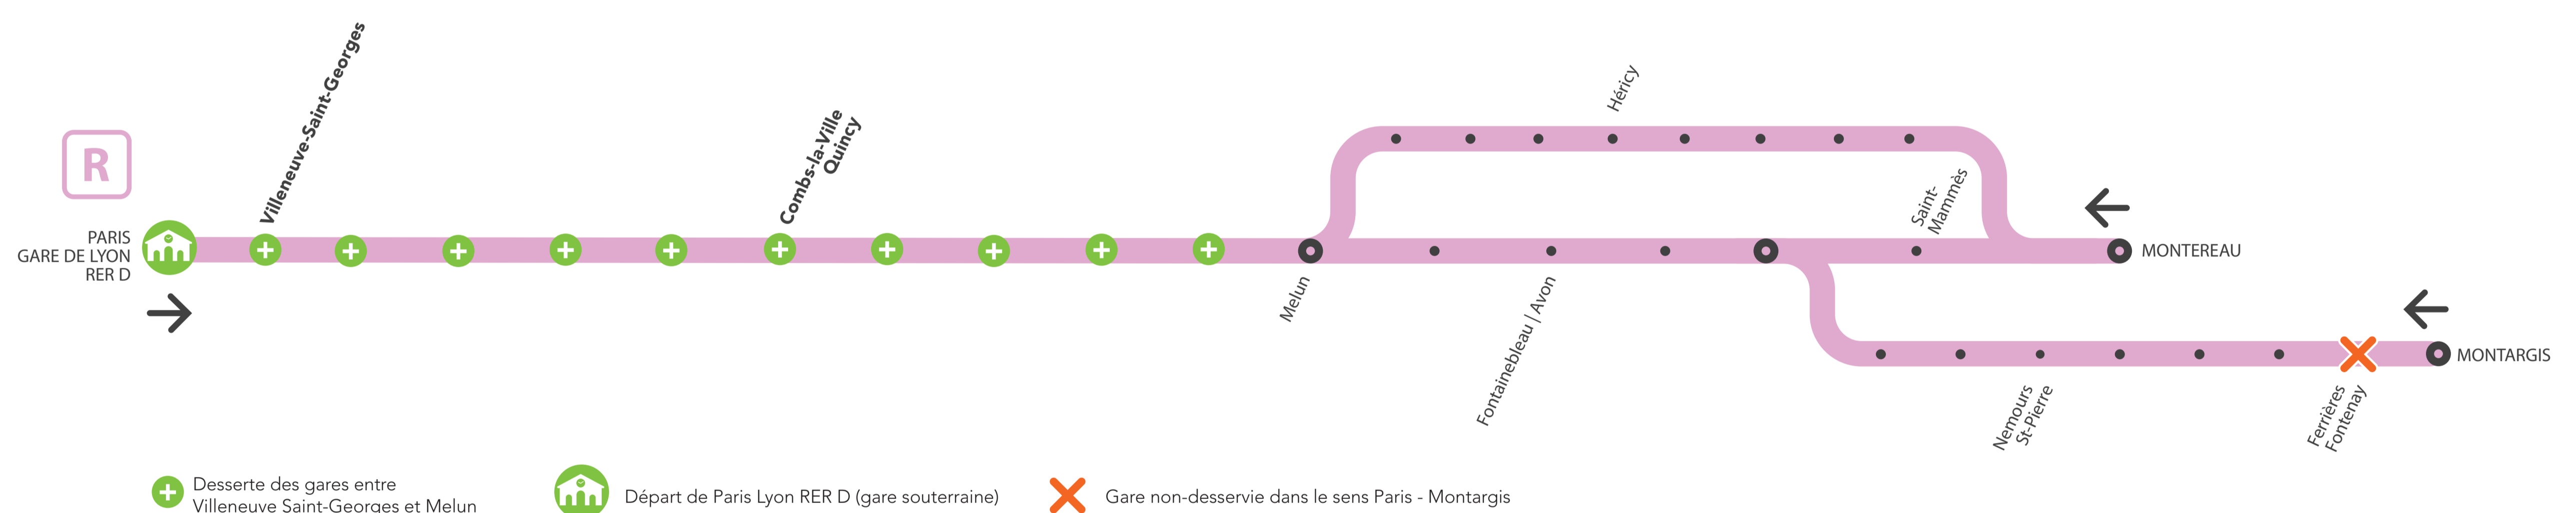 R
PARIS
GARE DE LYON
RER D
Villeneuve-Saint-Georges
Combs-la-Ville
Quincy
Melun
Héricy
Fontainebleau | Avon
Saint-
Mammès
MONTEREAU
Nemours
St-Pierre
Ferrières
Fontenay
MONTARGIS
Desserte des gares entre
Villeneuve Saint-Georges et Melun
Départ de Paris Lyon RER D (gare souterraine)
Gare non-desservie dans le sens Paris - Montargis